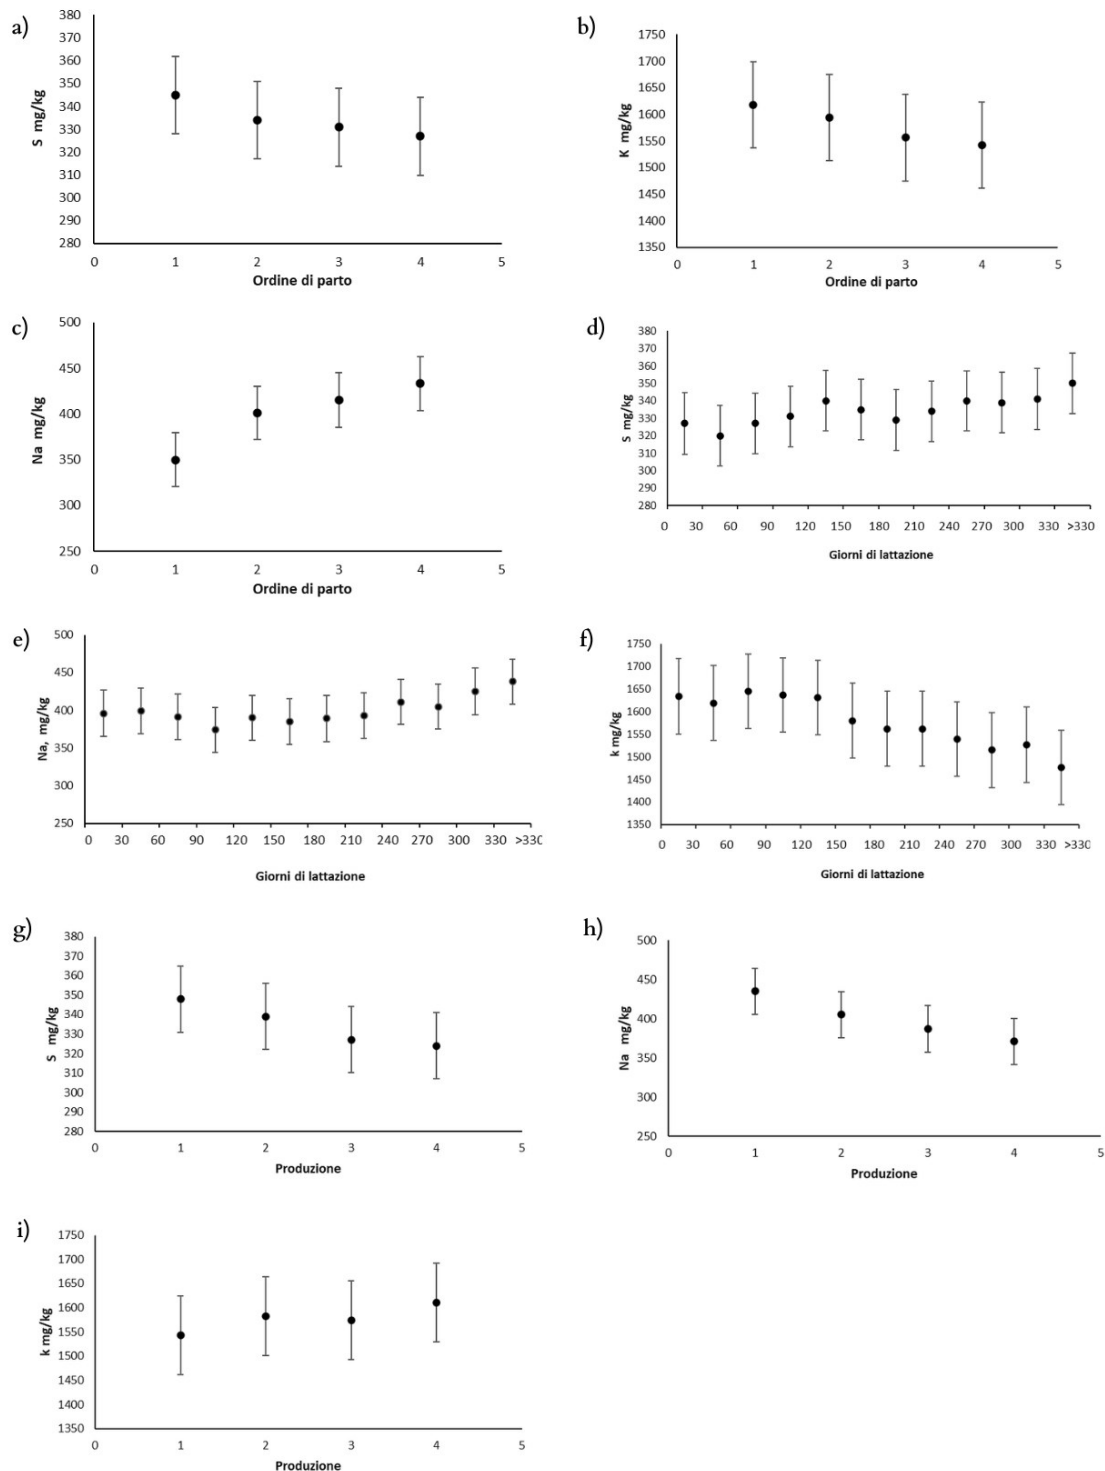 a)
S mg/kg
380
370
360
350
340
330
320
310
300
290
280
0 1 2 3 4 5
Ordine di parto
b)
K mg/kg
1750
1700
1650
1600
1550
1500
1450
1400
1350
0 1 2 3 4 5
Ordine di parto
c)
Na mg/kg
500
450
400
350
300
250
0 1 2 3 4 5
Ordine di parto
d)
S mg/kg
380
370
360
350
340
330
320
310
300
290
280
0 30 60 90 120 150 180 210 240 270 300 330 >330
Giorni di lattazione
e)
Na, mg/kg
500
450
400
350
300
250
0 30 60 90 120 150 180 210 240 270 300 330 >330
Giorni di lattazione
f)
k mg/kg
1750
1700
1650
1600
1550
1500
1450
1400
1350
0 30 60 90 120 150 180 210 240 270 300 330 >330
Giorni di lattazione
g)
S mg/kg
380
370
360
350
340
330
320
310
300
290
280
0 1 2 3 4 5
Produzione
h)
Na mg/kg
500
450
400
350
300
250
0 1 2 3 4 5
Produzione
i)
k mg/kg
1750
1700
1650
1600
1550
1500
1450
1400
1350
0 1 2 3 4 5
Produzione